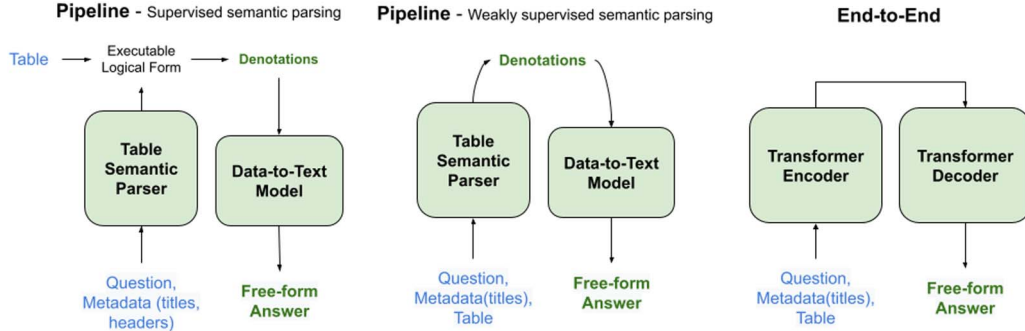 Pipeline - Supervised semantic parsing
Table
Executable
Logical Form
Denotations
Table
Semantic
Parser
Data-to-Text
Model
Question,
Metadata (titles,
headers)
Free-form
Answer
Pipeline - Weakly supervised semantic parsing
Denotations
Table
Semantic
Parser
Data-to-Text
Model
Question,
Metadata(titles),
Table
Free-form
Answer
End-to-End
Transformer
Encoder
Transformer
Decoder
Question,
Metadata(titles),
Table
Free-form
Answer